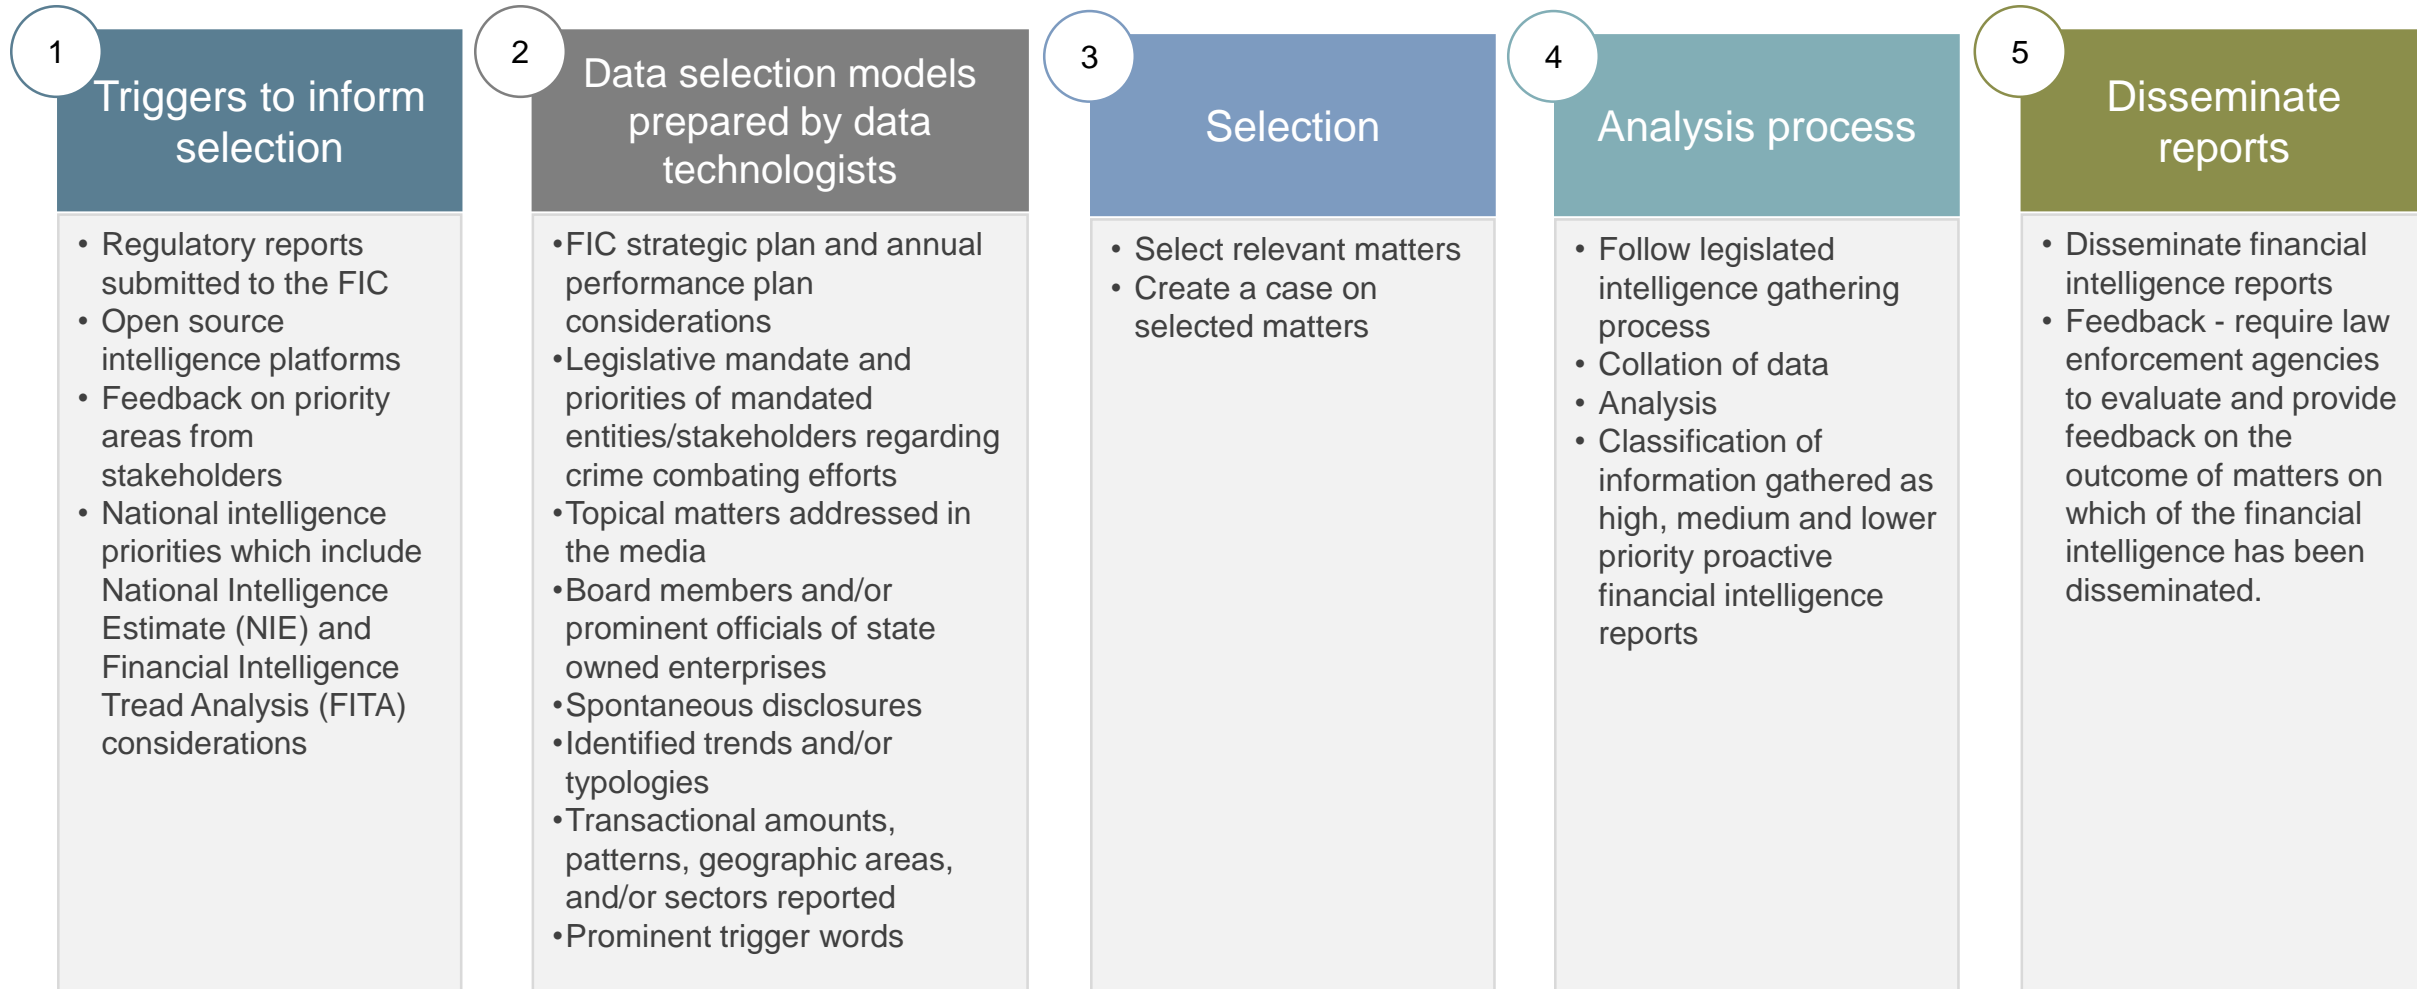 1
Triggers to inform
selection
• Regulatory reports
submitted to the FIC
• Open source
intelligence platforms
• Feedback on priority
areas from
stakeholders
• National intelligence
priorities which include
National Intelligence
Estimate (NIE) and
Financial Intelligence
Tread Analysis (FITA)
considerations
2
Data selection models
prepared by data
technologists
•FIC strategic plan and annual
performance plan
considerations
•Legislative mandate and
priorities of mandated
entities/stakeholders regarding
crime combating efforts
•Topical matters addressed in
the media
•Board members and/or
prominent officials of state
owned enterprises
•Spontaneous disclosures
•Identified trends and/or
typologies
•Transactional amounts,
patterns, geographic areas,
and/or sectors reported
•Prominent trigger words
3
Selection
• Select relevant matters
• Create a case on
selected matters
4
Analysis process
• Follow legislated
intelligence gathering
process
• Collation of data
• Analysis
• Classification of
information gathered as
high, medium and lower
priority proactive
financial intelligence
reports
5
Disseminate
reports
• Disseminate financial
intelligence reports
• Feedback - require law
enforcement agencies
to evaluate and provide
feedback on the
outcome of matters on
which of the financial
intelligence has been
disseminated.